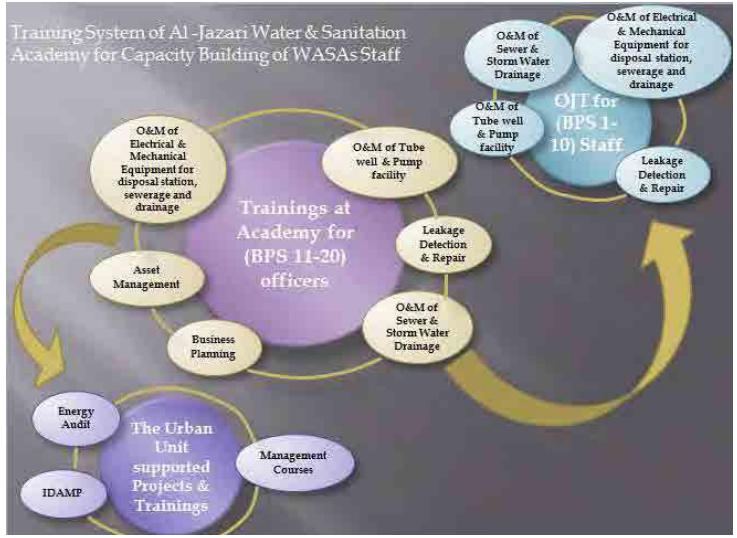 Training System of Al -Jazari Water & Sanitation
Academy for Capacity Building of WASAs Staff
O&M of
Sewer &
Storm Water
Drainage
O&M of Electrical
& Mechanical
Equipment for
disposal station,
sewerage and
drainage
O&M of
Tube well
& Pump
facility
OJT for
(BPS 1-
10) Staff
Leakage
Detection
& Repair
O&M of
Electrical &
Mechanical
Equipment for
disposal station,
sewerage and
drainage
O&M of Tube
well & Pump
facility
Trainings at
Academy for
(BPS 11-20)
officers
Leakage
Detection
& Repair
Asset
Management
O&M of
Sewer &
Storm Water
Drainage
Business
Planning
Energy
Audit
The Urban
Unit
supported
Projects &
Trainings
Management
Courses
IDAMP